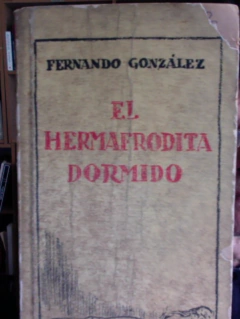 FERNANDO GONZÁLEZ
EL
HERMAFRODITA
DORMIDO